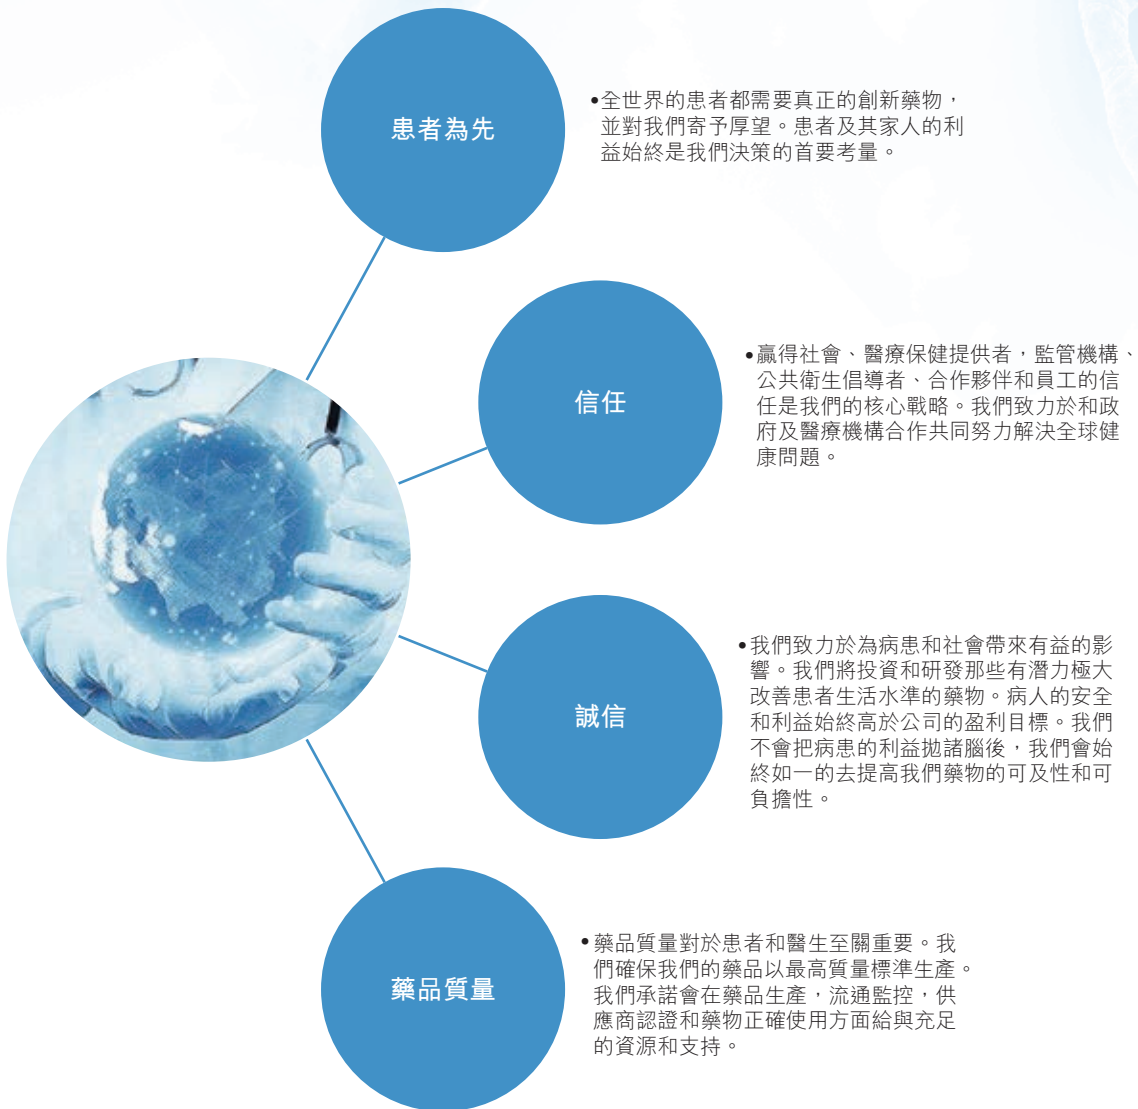 患者為先
•全世界的患者都需要真正的創新藥物，
並對我們寄予厚望。患者及其家人的利
益始終是我們決策的首要考量。
信任
•贏得社會、醫療保健提供者，監管機構、
公共衛生倡導者、合作夥伴和員工的信
任是我們的核心戰略。我們致力於和政
府及醫療機構合作共同努力解決全球健
康問題。
誠信
•我們致力於為病患和社會帶來有益的影
響。我們將投資和研發那些有潛力極大
改善患者生活水準的藥物。病人的安全
和利益始終高於公司的盈利目標。我們
不會把病患的利益拋諸腦後，我們會始
終如一的去提高我們藥物的可及性和可
負擔性。
藥品質量
•藥品質量對於患者和醫生至關重要。我
們確保我們的藥品以最高質量標準生產。
我們承諾會在藥品生產，流通監控，供
應商認證和藥物正確使用方面給與充足
的資源和支持。